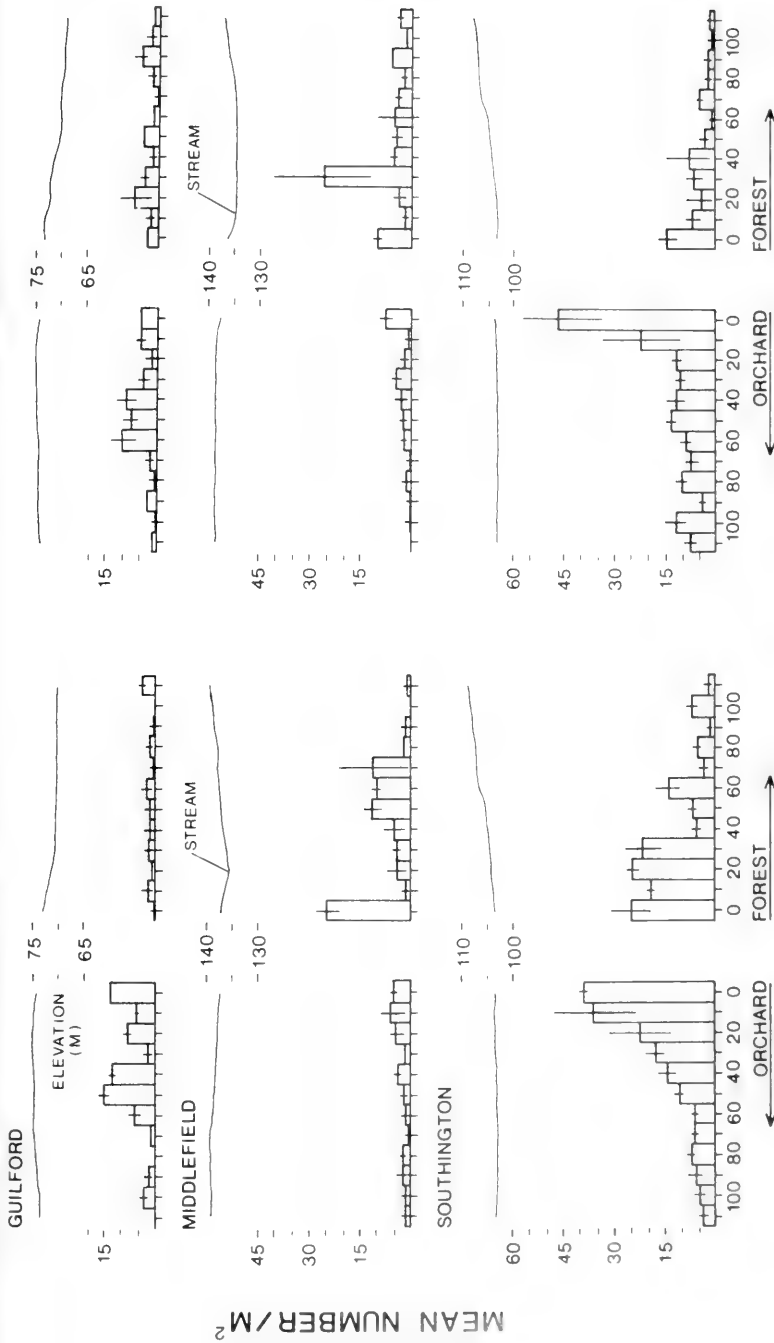 MEAN NUMBER/M²
GUILFORD
ELEVATION
(M)
- 75 -
- 65 -
- 75 -
- 65
15
15
MIDDLEFIELD
STREAM
STREAM
- 140 -
- 130 -
- 140 -
- 130 -
45
30
15
45
30
15
SOUTHINGTON
- 110 -
- 100 -
- 110 -
- 100 -
60
45
30
15
60
45
30
15
100 80 60 40 20 0
0 20 40 60 80 100
100 80 60 40 20 0
0 20 40 60 80 100
ORCHARD
FOREST
ORCHARD
FOREST